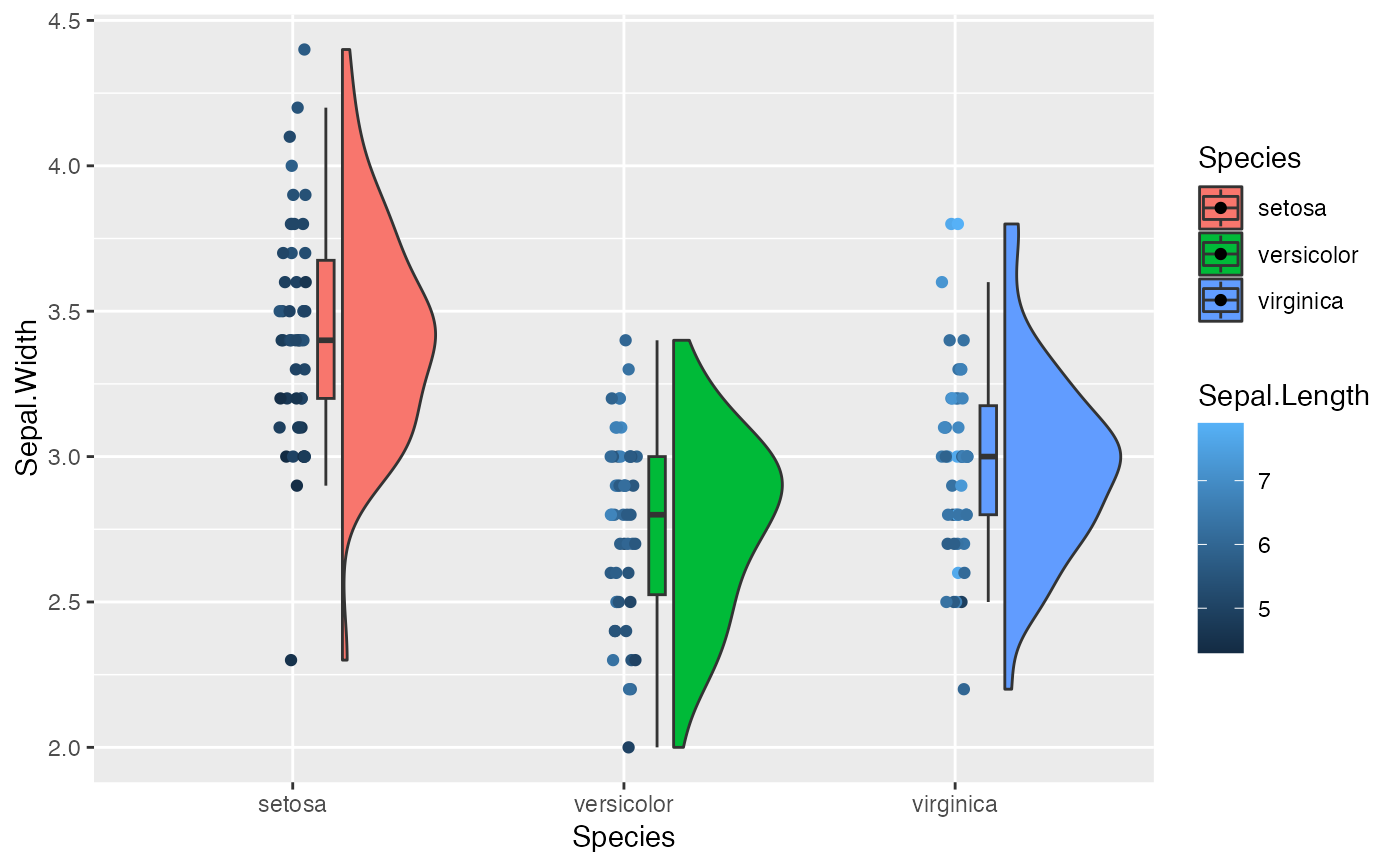 4.5
4.0
3.5
3.0
2.5
2.0
Sepal.Width
setosa
versicolor
virginica
Species
Species
setosa
versicolor
virginica
Sepal.Length
7
6
5